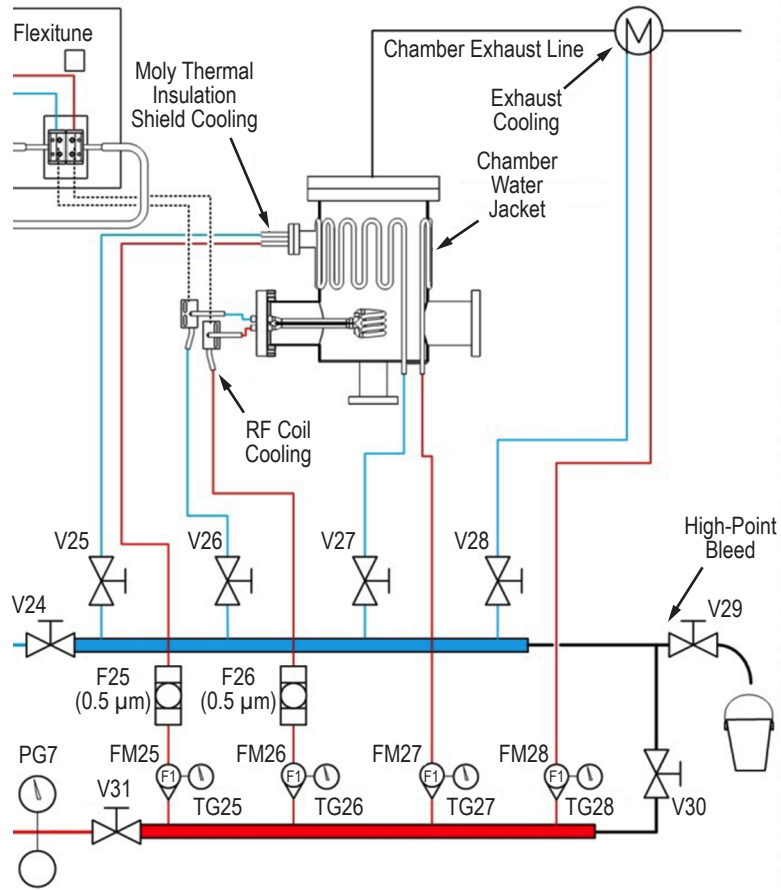 Flexitune
Chamber Exhaust Line
Moly Thermal
Insulation
Shield Cooling
Exhaust
Cooling
Chamber
Water
Jacket
RF Coil
Cooling
V25
V26
V27
V28
High-Point
Bleed
V24
V29
F25
(0.5 µm)
F26
(0.5 µm)
PG7
FM25
FM26
FM27
FM28
F1
F1
F1
F1
V31
TG25
TG26
TG27
TG28
V30